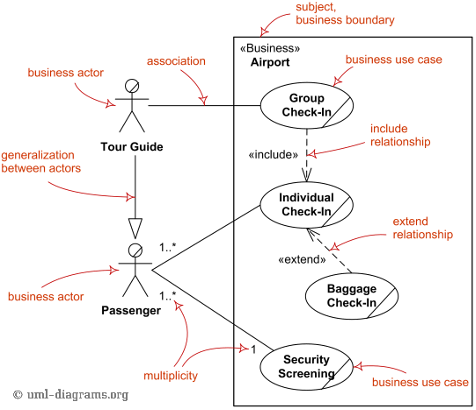 subject,
business boundary
«Business»
Airport
business use case
association
business actor
Group
Check-In
Tour Guide
include
relationship
«include»
generalization
between actors
Individual
Check-In
extend
relationship
1..*
«extend»
business actor
Baggage
Check-In
1..*
Passenger
multiplicity
1
Security
Screening
business use case
© uml-diagrams.org